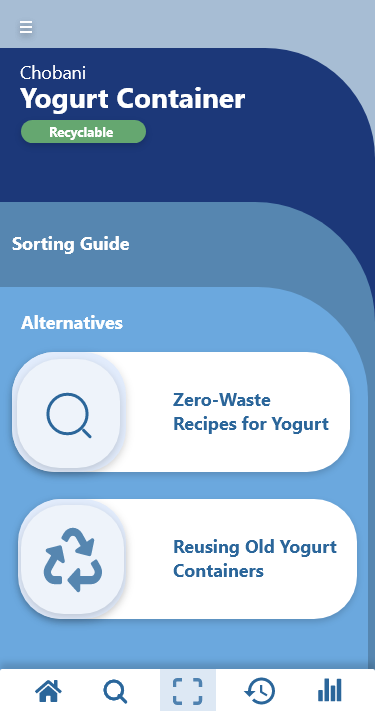 Chobani
Yogurt Container
Recyclable
Sorting Guide
Alternatives
Zero-Waste
Recipes for Yogurt
Reusing Old Yogurt
Containers